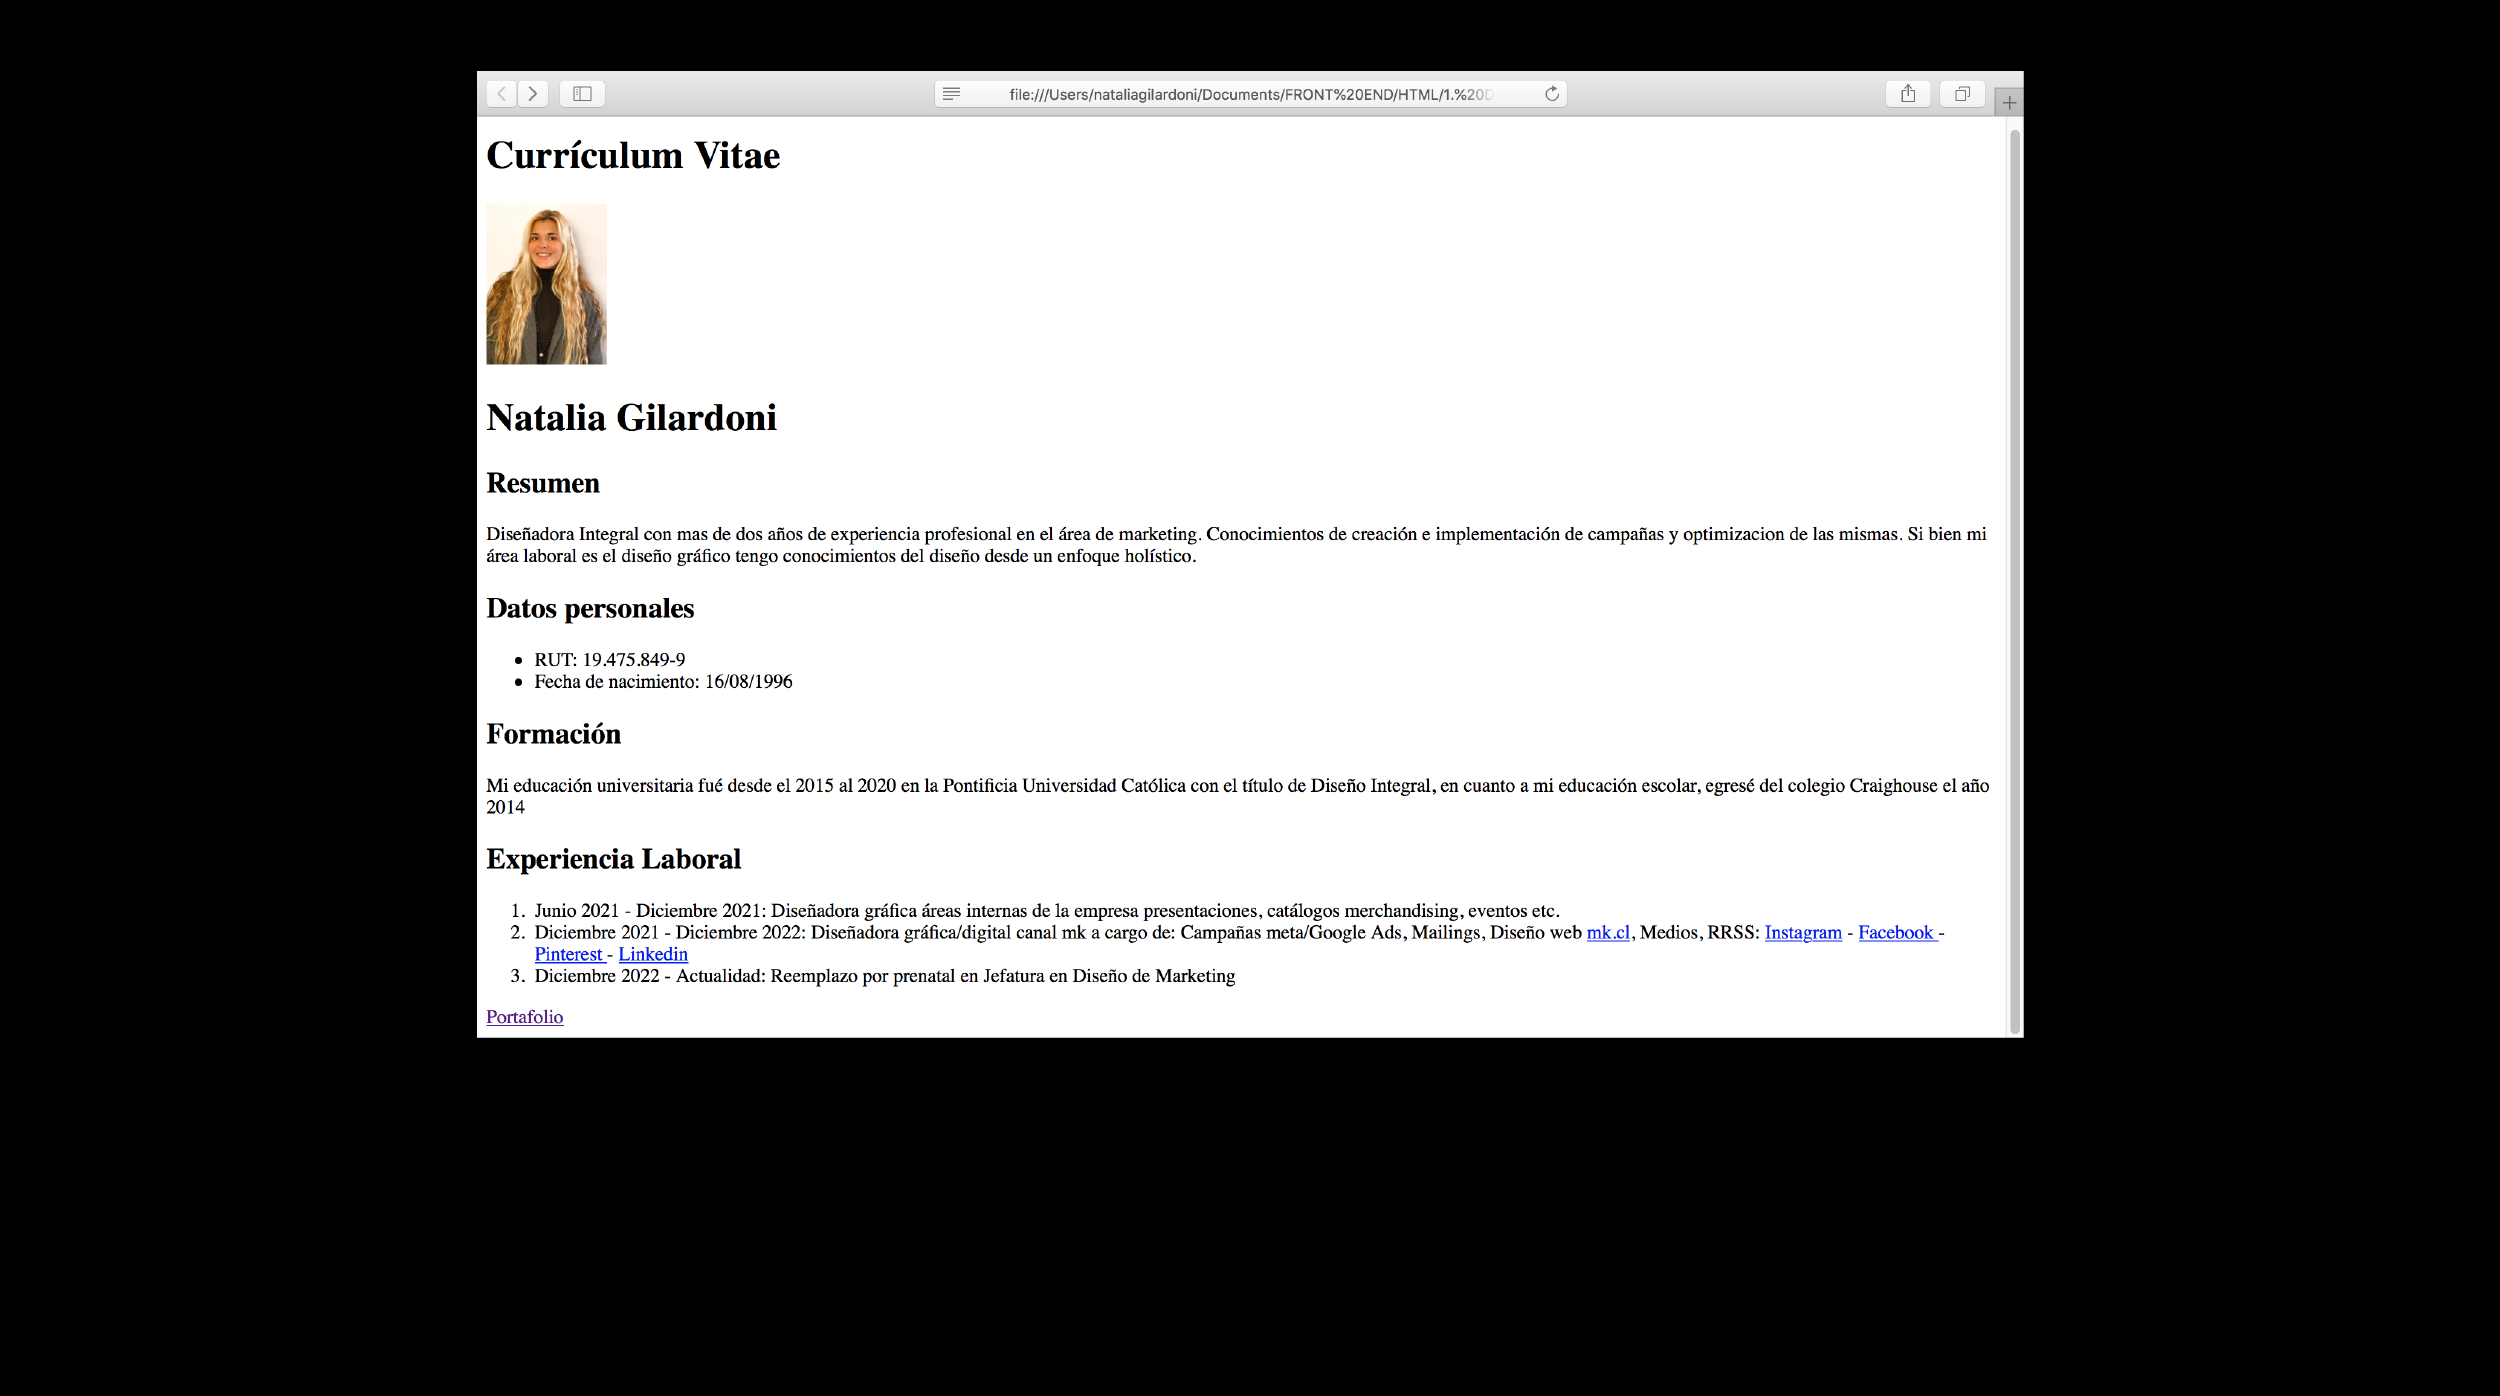 file:///Users/nataliagilardoni/Documents/FRONT%20END/HTML/1.%20D
Currículum Vitae
Natalia Gilardoni
Resumen
Diseñadora Integral con mas de dos años de experiencia profesional en el área de marketing. Conocimientos de creación e implementación de campañas y optimizacion de las mismas. Si bien mi
área laboral es el diseño gráfico tengo conocimientos del diseño desde un enfoque holístico.
Datos personales
• RUT: 19.475.849-9
• Fecha de nacimiento: 16/08/1996
Formación
Mi educación universitaria fué desde el 2015 al 2020 en la Pontificia Universidad Católica con el título de Diseño Integral, en cuanto a mi educación escolar, egresé del colegio Craighouse el año
2014
Experiencia Laboral
1. Junio 2021 - Diciembre 2021: Diseñadora gráfica áreas internas de la empresa presentaciones, catálogos merchandising, eventos etc.
2. Diciembre 2021 - Diciembre 2022: Diseñadora gráfica/digital canal mk a cargo de: Campañas meta/Google Ads, Mailings, Diseño web mk.cl, Medios, RRSS: Instagram - Facebook -
Pinterest - Linkedin
3. Diciembre 2022 - Actualidad: Reemplazo por prenatal en Jefatura en Diseño de Marketing
Portafolio